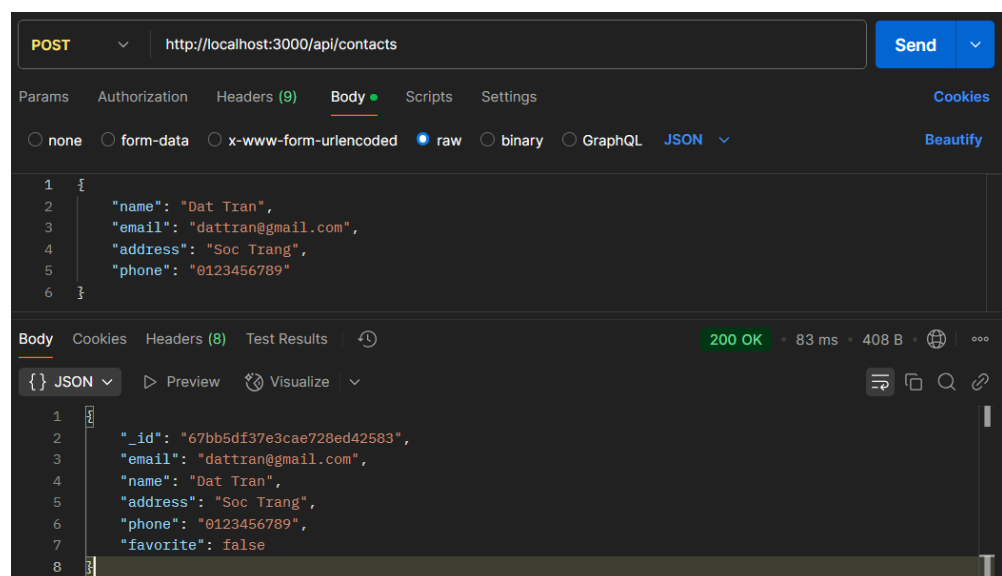 POST http://localhost:3000/api/contacts Send
Params Authorization Headers (9) Body Scripts Settings Cookies
none form-data x-www-form-urlencoded raw binary GraphQL JSON Beautify
1 {
2 "name": "Dat Tran",
3 "email": "dattran@gmail.com",
4 "address": "Soc Trang",
5 "phone": "0123456789"
6 }
Body Cookies Headers (8) Test Results 200 OK • 83 ms • 408 B •
{} JSON Preview Visualize
1 {
2 "_id": "67bb5df37e3cae728ed42583",
3 "email": "dattran@gmail.com",
4 "name": "Dat Tran",
5 "address": "Soc Trang",
6 "phone": "0123456789",
7 "favorite": false
8 }